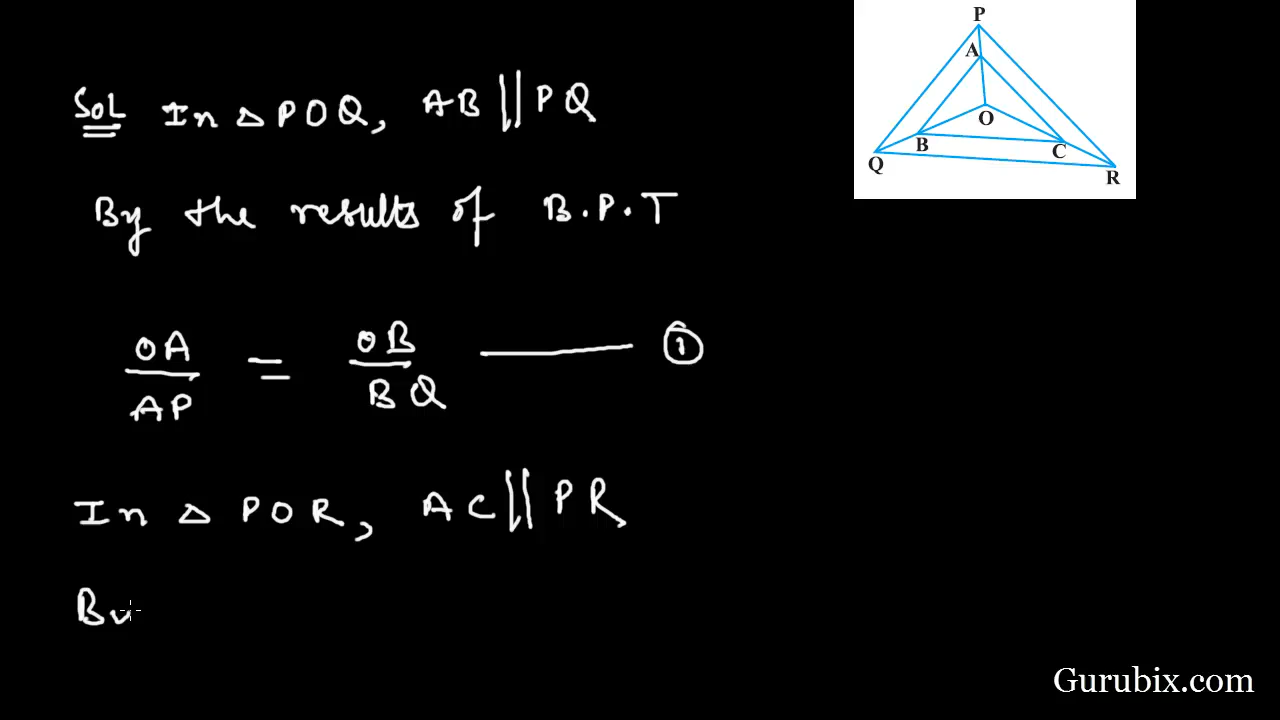 Sol In △POQ, AB || PQ
By the results of B.P.T
OA/AP = OB/BQ —— ①
In △POR, AC || PR
By
P
A
O
B
C
Q
R
Gurubix.com